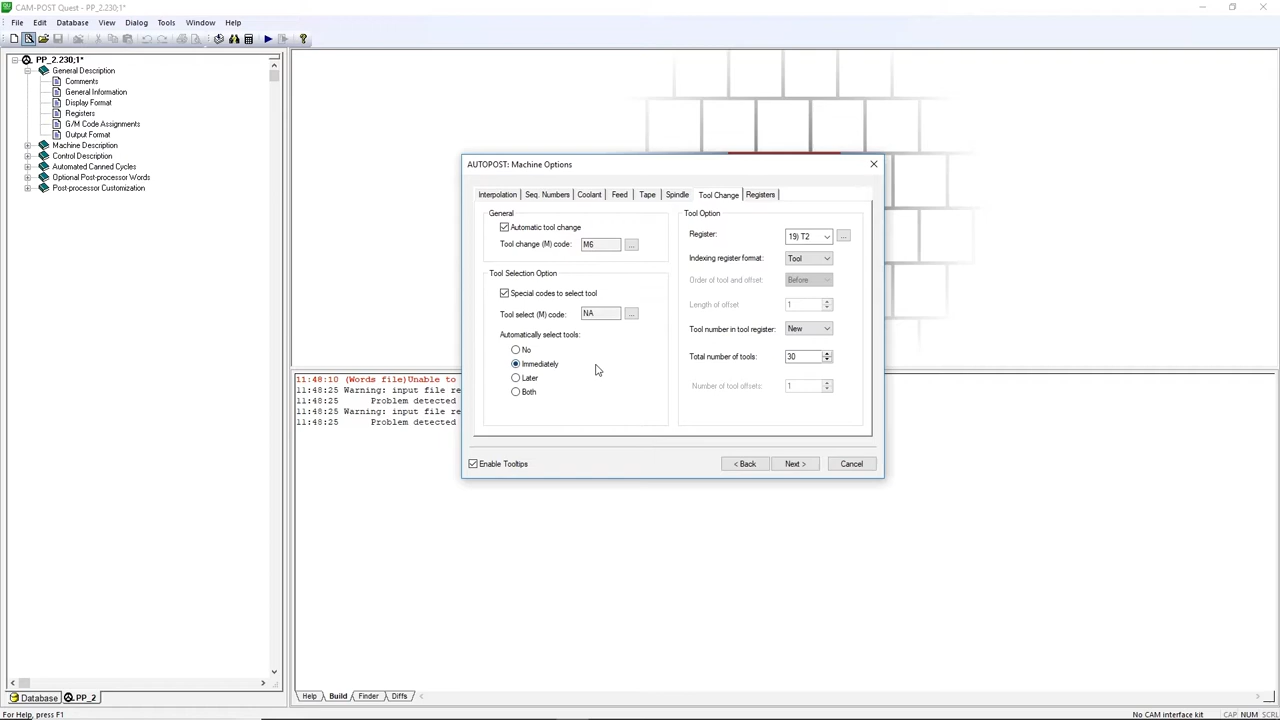 CAM-POST Quest - PP_2.230;1*
File Edit Database View Dialog Tools Window Help
PP_2.230;1*
General Description
Comments
General Information
Display Format
Registers
G/M Code Assignments
Output Format
Machine Description
Control Description
Automated Canned Cycles
Optional Post-processor Words
Post-processor Customization
Database PP_2
AUTOPOST: Machine Options
Interpolation Seq. Numbers Coolant Feed Tape Spindle Tool Change Registers
General
Automatic tool change
Tool change (M) code: M6 ...
Tool Selection Option
Special codes to select tool
Tool select (M) code: NA ...
Automatically select tools:
No
Immediately
Later
Both
Tool Option
Register: 19) T2 ...
Indexing register format: Tool
Order of tool and offset: Before
Length of offset 1
Tool number in tool register: New
Total number of tools: 30
Number of tool offsets: 1
Enable Tooltips
< Back Next > Cancel
11:48:10 (Words file)Unable to
11:48:25 Warning: input file re
11:48:25 Problem detected
11:48:25 Warning: input file re
11:48:25 Problem detected
Help Build Finder Diffs
For Help, press F1
No CAM interface kit CAP NUM SCRL